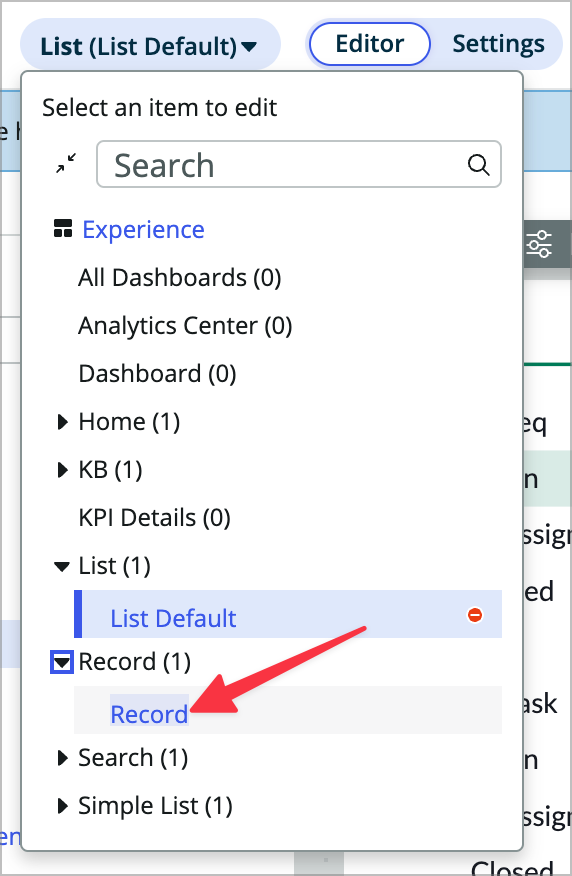 List (List Default)
Editor
Settings
Select an item to edit
Search
Experience
All Dashboards (0)
Analytics Center (0)
Dashboard (0)
Home (1)
eq
KB (1)
n
KPI Details (0)
ssign
List (1)
ed
List Default
Record (1)
ask
Record
Search (1)
n
Simple List (1)
ssign
en
Closed